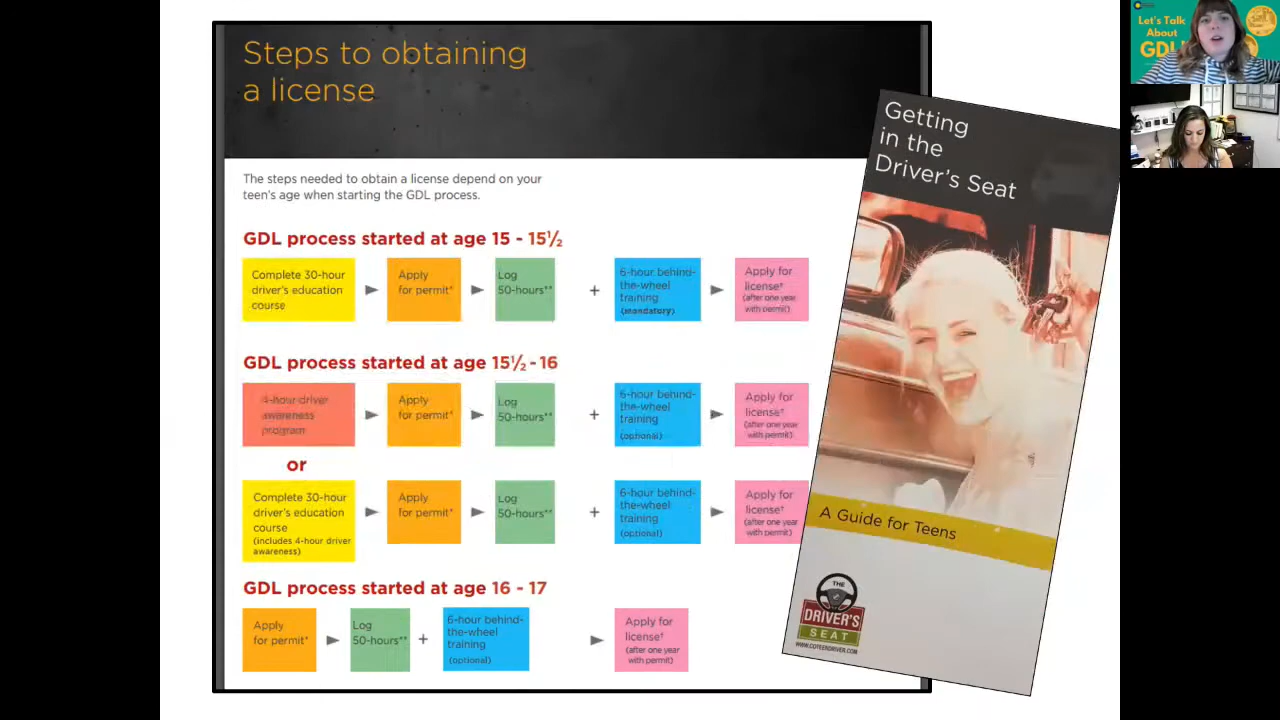 Steps to obtaining
a license
The steps needed to obtain a license depend on your
teen's age when starting the GDL process.
GDL process started at age 15 - 15½
Complete 30-hour
driver's education
course
Apply
for permit*
Log
50-hours**
+
6-hour behind-
the-wheel
training
(mandatory)
Apply for
license†
(after one year
with permit)
GDL process started at age 15½ - 16
4-hour driver
awareness
program
Apply
for permit*
Log
50-hours**
+
6-hour behind-
the-wheel
training
(optional)
Apply for
license†
(after one year
with permit)
or
Complete 30-hour
driver's education
course
(includes 4-hour driver
awareness)
Apply
for permit*
Log
50-hours**
+
6-hour behind-
the-wheel
training
(optional)
Apply for
license†
(after one year
with permit)
GDL process started at age 16 - 17
Apply
for permit*
Log
50-hours**
+
6-hour behind-
the-wheel
training
(optional)
Apply for
license†
(after one year
with permit)
Getting
in the
Driver's Seat
A Guide for Teens
THE
DRIVER'S
SEAT
WWW.COTEENDRIVER.COM
Let's Talk
About